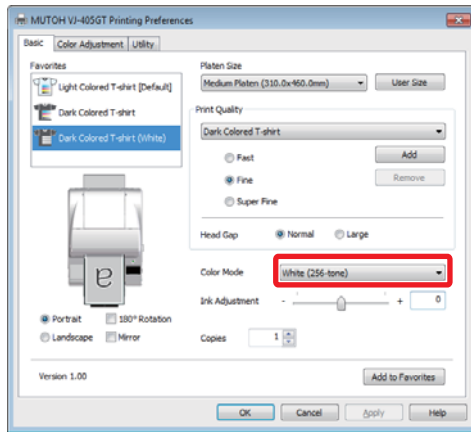 MUTOH VJ-405GT Printing Preferences
Basic Color Adjustment Utility
Favorites
Light Colored T-shirt [Default]
Dark Colored T-shirt
Dark Colored T-shirt (White)
Platen Size
Medium Platen (310.0x460.0mm) User Size
Print Quality
Dark Colored T-shirt
Fast Add
Fine Remove
Super Fine
Head Gap Normal Large
Color Mode White (256-tone)
Ink Adjustment - + 0
a
Portrait 180° Rotation
Landscape Mirror
Copies 1
Version 1.00 Add to Favorites
OK Cancel Apply Help